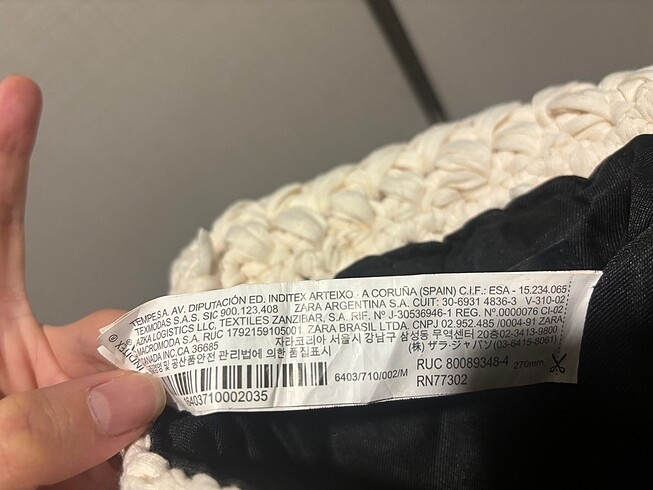 TEMPE,S.A. AV. DIPUTACIÓN ED. INDITEX ARTEIXO - A CORUÑA (SPAIN) C.I.F.: ESA - 15.234.065
TEXMODAS S.A.S. SIC 900.123.408 ZARA ARGENTINA S.A. CUIT: 30-6931 4836-3 V-310-02
AZKA LOGISTICS LLC, TEXTILES ZANZIBAR, S.A. RIF. Nº J-30536946-1 REG. Nº.0000076 CI-02
MACROMODA S.A. RUC 1792159105001. ZARA BRASIL LTDA. CNPJ 02.952.485 /0004-91 ZARA
CANADA INC.CA 36685 자라코리아 서울시 강남구 삼성동 무역센터 20층02-3413-9800
및 공산품안전 관리법에 의한 품질표시 (株) ザラ・ジャパン(03-6415-8061)
6403/710/002/M RUC 80089348-4 270mm
6403710002035 RN77302